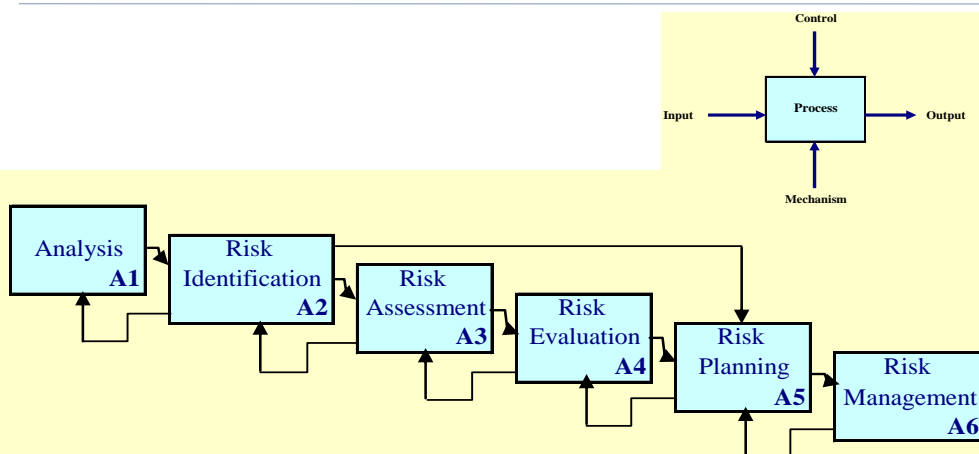 Control
Process
Input
Output
Mechanism
Analysis
A1
Risk
Identification
A2
Risk
Assessment
A3
Risk
Evaluation
A4
Risk
Planning
A5
Risk
Management
A6